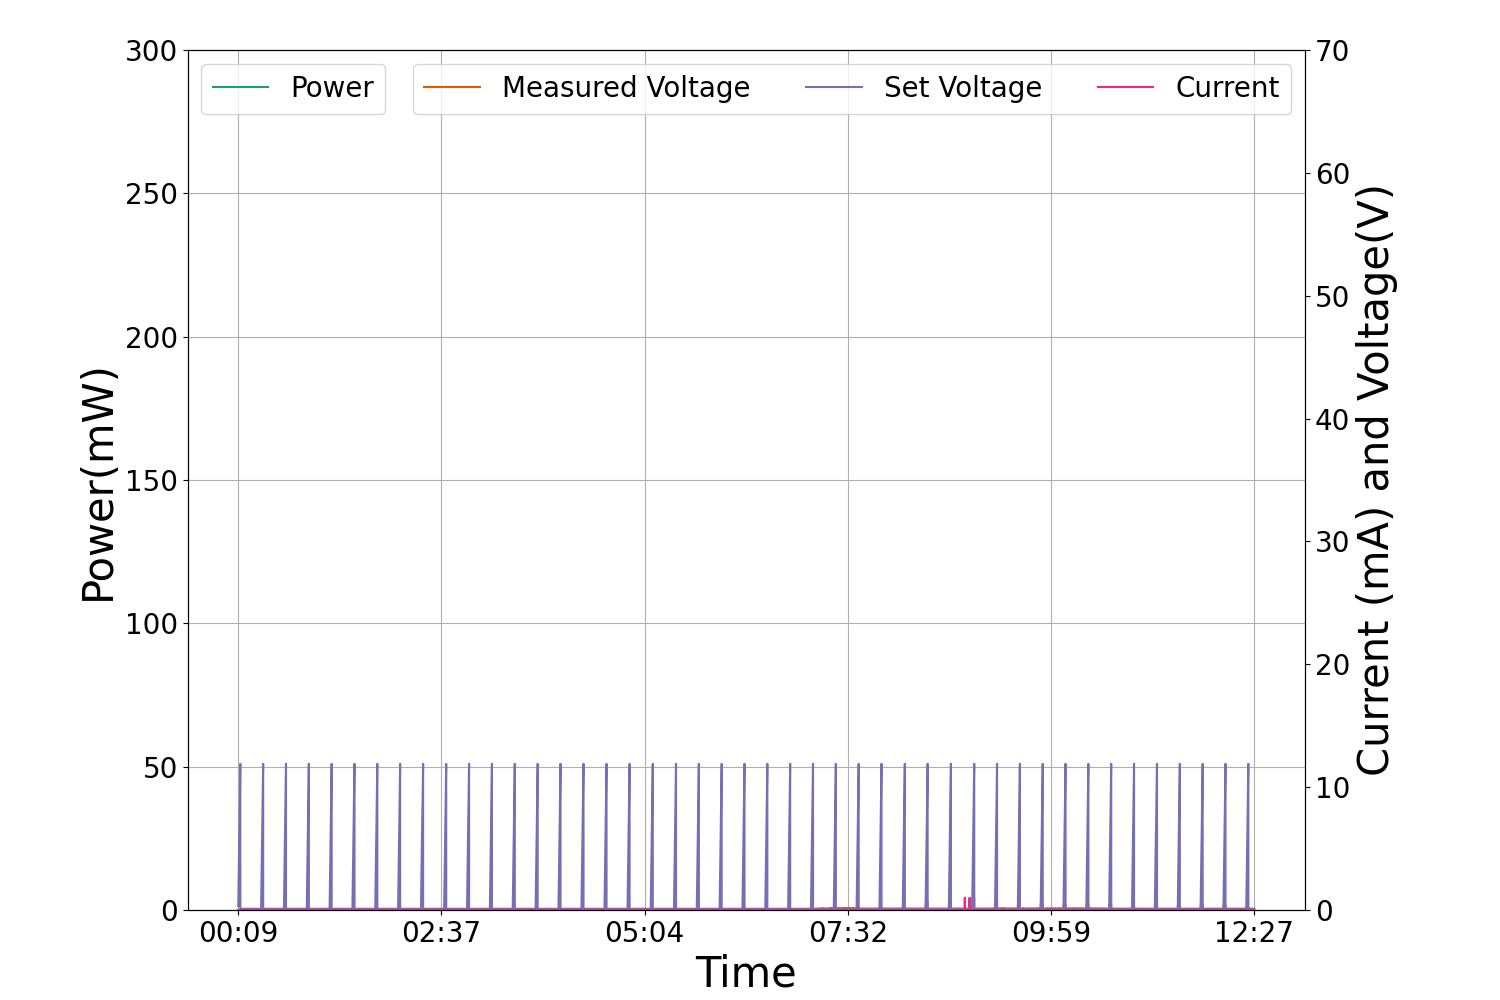 Power
Measured Voltage
Set Voltage
Current
300
250
200
150
100
50
0
Power(mW)
70
60
50
40
30
20
10
0
Current (mA) and Voltage(V)
00:09 02:37 05:04 07:32 09:59 12:27
Time